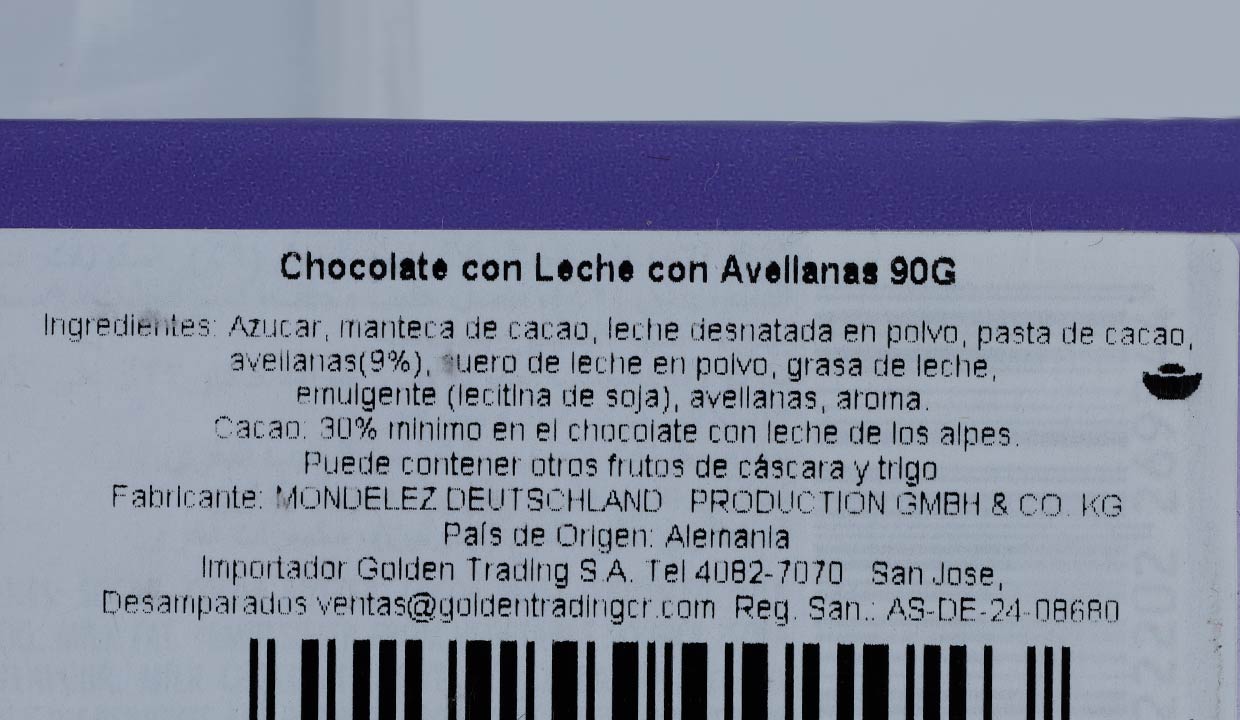 Chocolate con Leche con Avellanas 90G
Ingredientes: Azucar, manteca de cacao, leche desnatada en polvo, pasta de cacao,
avellanas(9%), suero de leche en polvo, grasa de leche,
emulgente (lecitina de soja), avellanas, aroma.
Cacao: 30% minimo en el chocolate con leche de los alpes.
Puede contener otros frutos de cáscara y trigo
Fabricante: MONDELEZ DEUTSCHLAND PRODUCTION GMBH & CO. KG
País de Origen: Alemania
Importador Golden Trading S.A. Tel 4082-7070 San Jose,
Desamparados ventas@goldentradingcr.com Reg. San.: AS-DE-24-08680